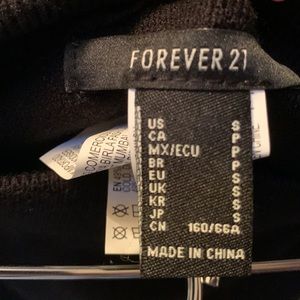 FOREVER 21
US S
CA P
MX/ECU P
BR P
EU S
UK S
KR S
JP S
CN 160/66A
MADE IN CHINA